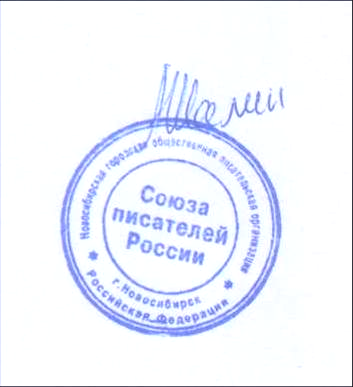 Новосибирская городская общественная писательская организация
Союза
писателей
России
г. Новосибирск
Российская Федерация